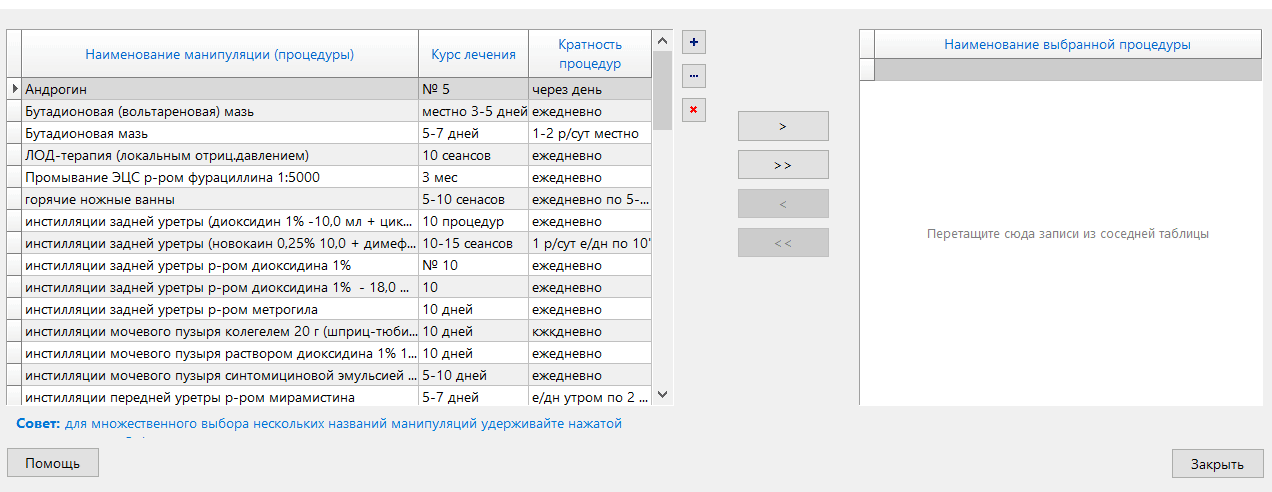 Наименование манипуляции (процедуры) Курс лечения Кратность процедур
Андрогин № 5 через день
Бутадионовая (вольтареновая) мазь местно 3-5 дней ежедневно
Бутадионовая мазь 5-7 дней 1-2 р/сут местно
ЛОД-терапия (локальным отриц.давлением) 10 сеансов ежедневно
Промывание ЭЦС р-ром фурациллина 1:5000 3 мес ежедневно
горячие ножные ванны 5-10 сенасов ежедневно по 5-...
инстилляции задней уретры (диоксидин 1% -10,0 мл + цик... 10 процедур ежедневно
инстилляции задней уретры (новокаин 0,25% 10,0 + димеф... 10-15 сеансов 1 р/сут е/дн по 10'
инстилляции задней уретры р-ром диоксидина 1% № 10 ежедневно
инстилляции задней уретры р-ром диоксидина 1% - 18,0 ... 10 ежедневно
инстилляции задней уретры р-ром метрогила 10 дней ежедневно
инстилляции мочевого пузыря колегелем 20 г (шприц-тюби... 10 дней кжкдневно
инстилляции мочевого пузыря раствором диоксидина 1% 1... 10 дней ежедневно
инстилляции мочевого пузыря синтомициновой эмульсией ... 5-10 дней ежедневно
инстилляции передней уретры р-ром мирамистина 5-7 дней е/дн утром по 2 ...
Совет: для множественного выбора нескольких названий манипуляций удерживайте нажатой
Помощь
+
...
×
>
>>
<
<<
Наименование выбранной процедуры
Перетащите сюда записи из соседней таблицы
Закрыть